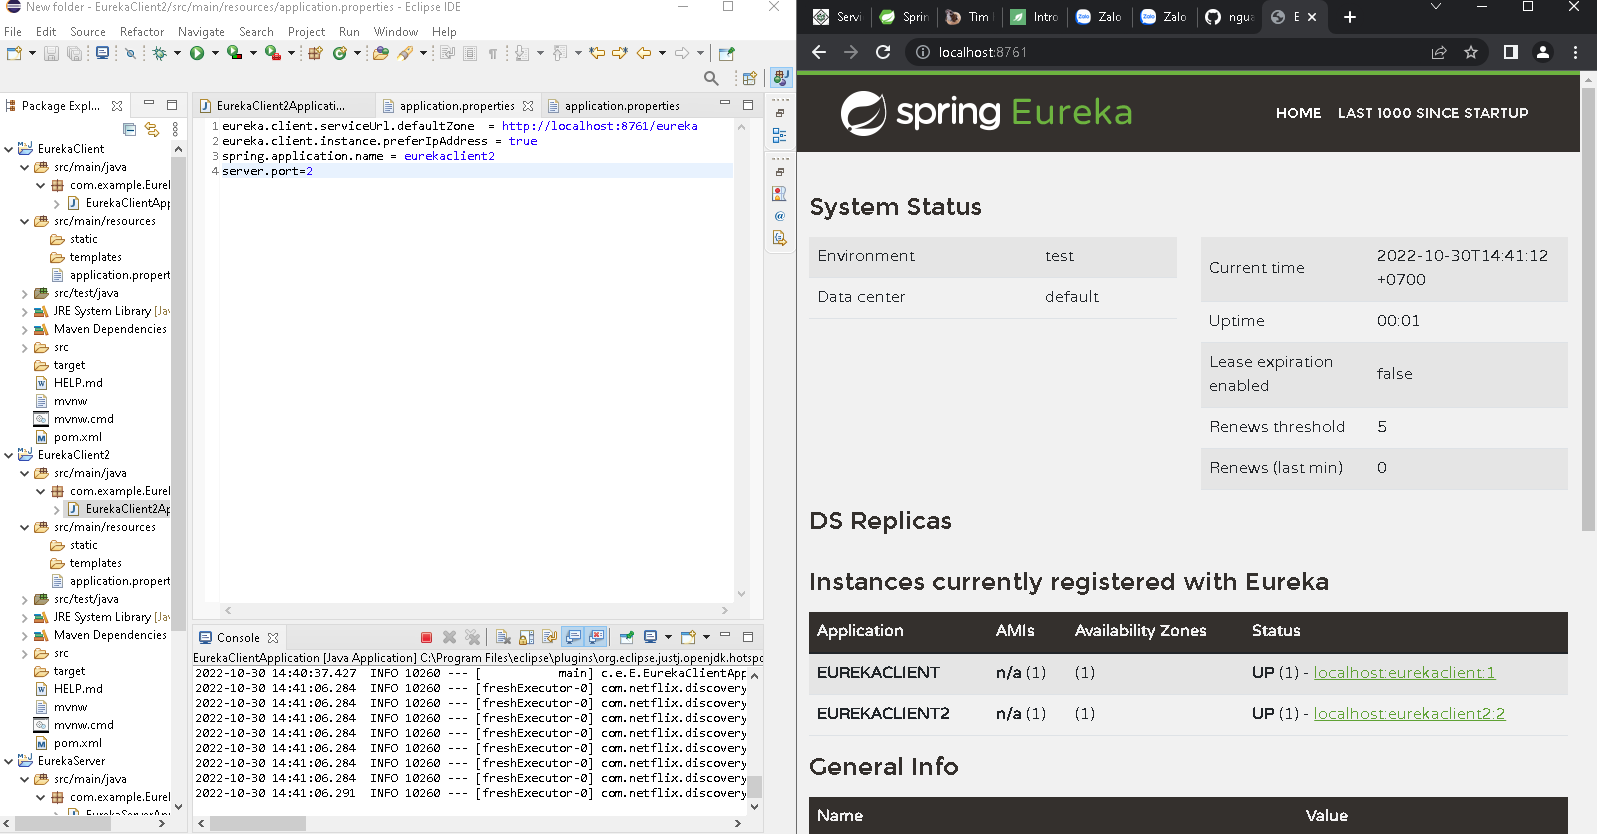 New folder - EurekaClient2/src/main/resources/application.properties - Eclipse IDE
File Edit Source Refactor Navigate Search Project Run Window Help
Package Expl...
EurekaClient
src/main/java
com.example.Eurel
EurekaClientApp
src/main/resources
static
templates
application.propert
src/test/java
JRE System Library [Jav
Maven Dependencies
src
target
HELP.md
mvnw
mvnw.cmd
pom.xml
EurekaClient2
src/main/java
com.example.Eurel
EurekaClient2Ap
src/main/resources
static
templates
application.propert
src/test/java
JRE System Library [Jav
Maven Dependencies
src
target
HELP.md
mvnw
mvnw.cmd
pom.xml
EurekaServer
src/main/java
com.example.Eurel
EurekaServerAp
EurekaClient2Applicati...
application.properties
application.properties
1 eureka.client.serviceUrl.defaultZone = http://localhost:8761/eureka
2 eureka.client.instance.preferIpAddress = true
3 spring.application.name = eurekaclient2
4 server.port=2
Console
EurekaClientApplication [Java Application] C:\Program Files\eclipse\plugins\org.eclipse.justj.openjdk.hotspo
2022-10-30 14:40:37.427 INFO 10260 --- [ main] c.e.E.EurekaClientApp
2022-10-30 14:41:06.284 INFO 10260 --- [freshExecutor-0] com.netflix.discovery
2022-10-30 14:41:06.284 INFO 10260 --- [freshExecutor-0] com.netflix.discovery
2022-10-30 14:41:06.284 INFO 10260 --- [freshExecutor-0] com.netflix.discovery
2022-10-30 14:41:06.284 INFO 10260 --- [freshExecutor-0] com.netflix.discovery
2022-10-30 14:41:06.284 INFO 10260 --- [freshExecutor-0] com.netflix.discovery
2022-10-30 14:41:06.284 INFO 10260 --- [freshExecutor-0] com.netflix.discovery
2022-10-30 14:41:06.284 INFO 10260 --- [freshExecutor-0] com.netflix.discovery
2022-10-30 14:41:06.291 INFO 10260 --- [freshExecutor-0] com.netflix.discovery
Servi Sprin Tim Intro Zalo Zalo ngua E
localhost:8761
spring Eureka
HOME LAST 1000 SINCE STARTUP
System Status
Environment test
Data center default
Current time 2022-10-30T14:41:12 +0700
Uptime 00:01
Lease expiration enabled false
Renews threshold 5
Renews (last min) 0
DS Replicas
Instances currently registered with Eureka
Application AMIs Availability Zones Status
EUREKACLIENT n/a (1) (1) UP (1) - localhost:eurekaclient:1
EUREKACLIENT2 n/a (1) (1) UP (1) - localhost:eurekaclient2:2
General Info
Name Value